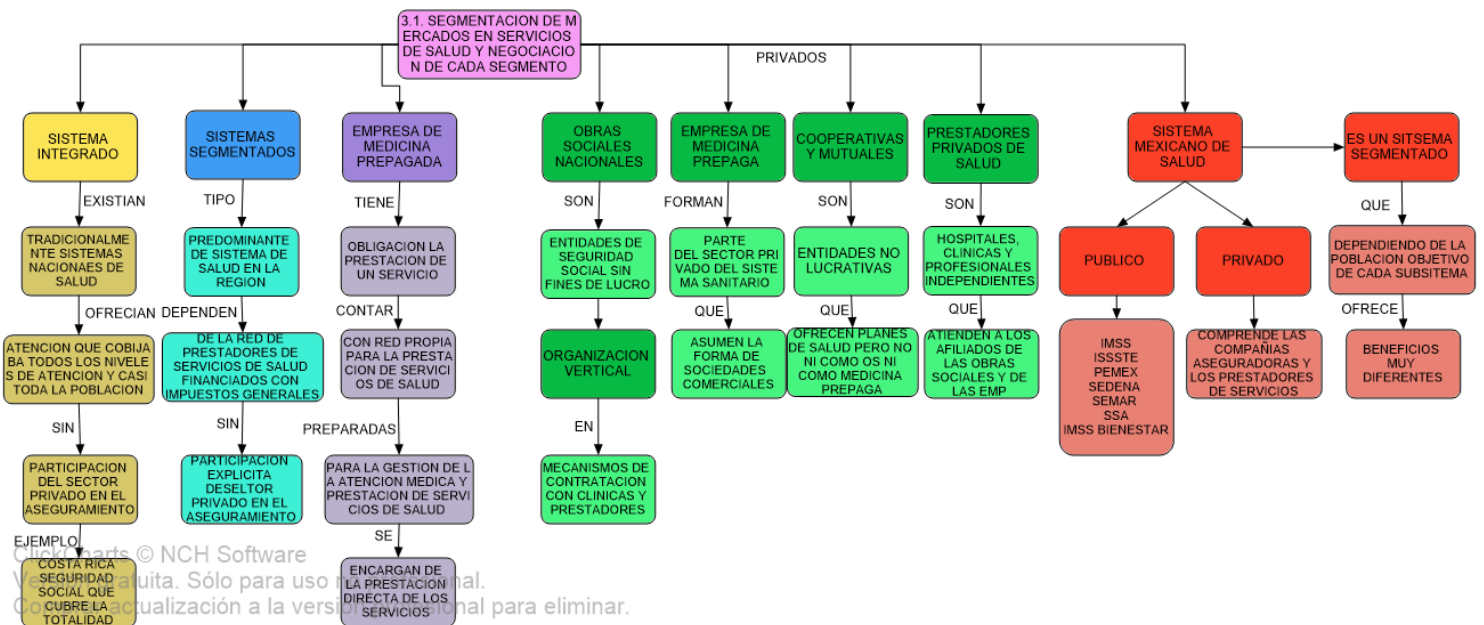 3.1. SEGMENTACION DE M
ERCADOS EN SERVICIOS
DE SALUD Y NEGOCIACIO
N DE CADA SEGMENTO
PRIVADOS
SISTEMA
INTEGRADO
EXISTIAN
TRADICIONALME
NTE SISTEMAS
NACIONAES DE
SALUD
OFRECIAN
ATENCION QUE COBIJA
BA TODOS LOS NIVELE
S DE ATENCION Y CASI
TODA LA POBLACION
SIN
PARTICIPACION
DEL SECTOR
PRIVADO EN EL
ASEGURAMIENTO
EJEMPLO
COSTA RICA
SEGURIDAD
SOCIAL QUE
CUBRE LA
TOTALIDAD
SISTEMAS
SEGMENTADOS
TIPO
PREDOMINANTE
DE SISTEMA DE
SALUD EN LA
REGION
DEPENDEN
DE LA RED DE
PRESTADORES DE
SERVICIOS DE SALUD
FINANCIADOS CON
IMPUESTOS GENERALES
SIN
PARTICIPACION
EXPLICITA
DESELTOR
PRIVADO EN EL
ASEGURAMIENTO
EMPRESA DE
MEDICINA
PREPAGADA
TIENE
OBLIGACION LA
PRESTACION DE
UN SERVICIO
CONTAR
CON RED PROPIA
PARA LA PRESTA
CION DE SERVICI
OS DE SALUD
PREPARADAS
PARA LA GESTION DE L
A ATENCION MEDICA Y
PRESTACION DE SERVI
CIOS DE SALUD
SE
ENCARGAN DE
LA PRESTACION
DIRECTA DE LOS
SERVICIOS
OBRAS
SOCIALES
NACIONALES
SON
ENTIDADES DE
SEGURIDAD
SOCIAL SIN
FINES DE LUCRO
ORGANIZACION
VERTICAL
EN
MECANISMOS DE
CONTRATACION
CON CLINICAS Y
PRESTADORES
EMPRESA DE
MEDICINA
PREPAGA
FORMAN
PARTE
DEL SECTOR PRI
VADO DEL SISTE
MA SANITARIO
QUE
ASUMEN LA
FORMA DE
SOCIEDADES
COMERCIALES
COOPERATIVAS
Y MUTUALES
SON
ENTIDADES NO
LUCRATIVAS
QUE
OFRECEN PLANES
DE SALUD PERO NO
NI COMO OS NI
COMO MEDICINA
PREPAGA
PRESTADORES
PRIVADOS DE
SALUD
SON
HOSPITALES,
CLINICAS Y
PROFESIONALES
INDEPENDIENTES
QUE
ATIENDEN A LOS
AFILIADOS DE
LAS OBRAS
SOCIALES Y DE
LAS EMP
SISTEMA
MEXICANO DE
SALUD
PUBLICO
IMSS
ISSSTE
PEMEX
SEDENA
SEMAR
SSA
IMSS BIENESTAR
PRIVADO
COMPRENDE LAS
COMPAÑIAS
ASEGURADORAS Y
LOS PRESTADORES
DE SERVICIOS
ES UN SITSEMA
SEGMENTADO
QUE
DEPENDIENDO DE LA
POBLACION OBJETIVO
DE CADA SUBSITEMA
OFRECE
BENEFICIOS
MUY
DIFERENTES
ClickCharts © NCH Software
gratuita. Sólo para uso
actualización a la para eliminar.